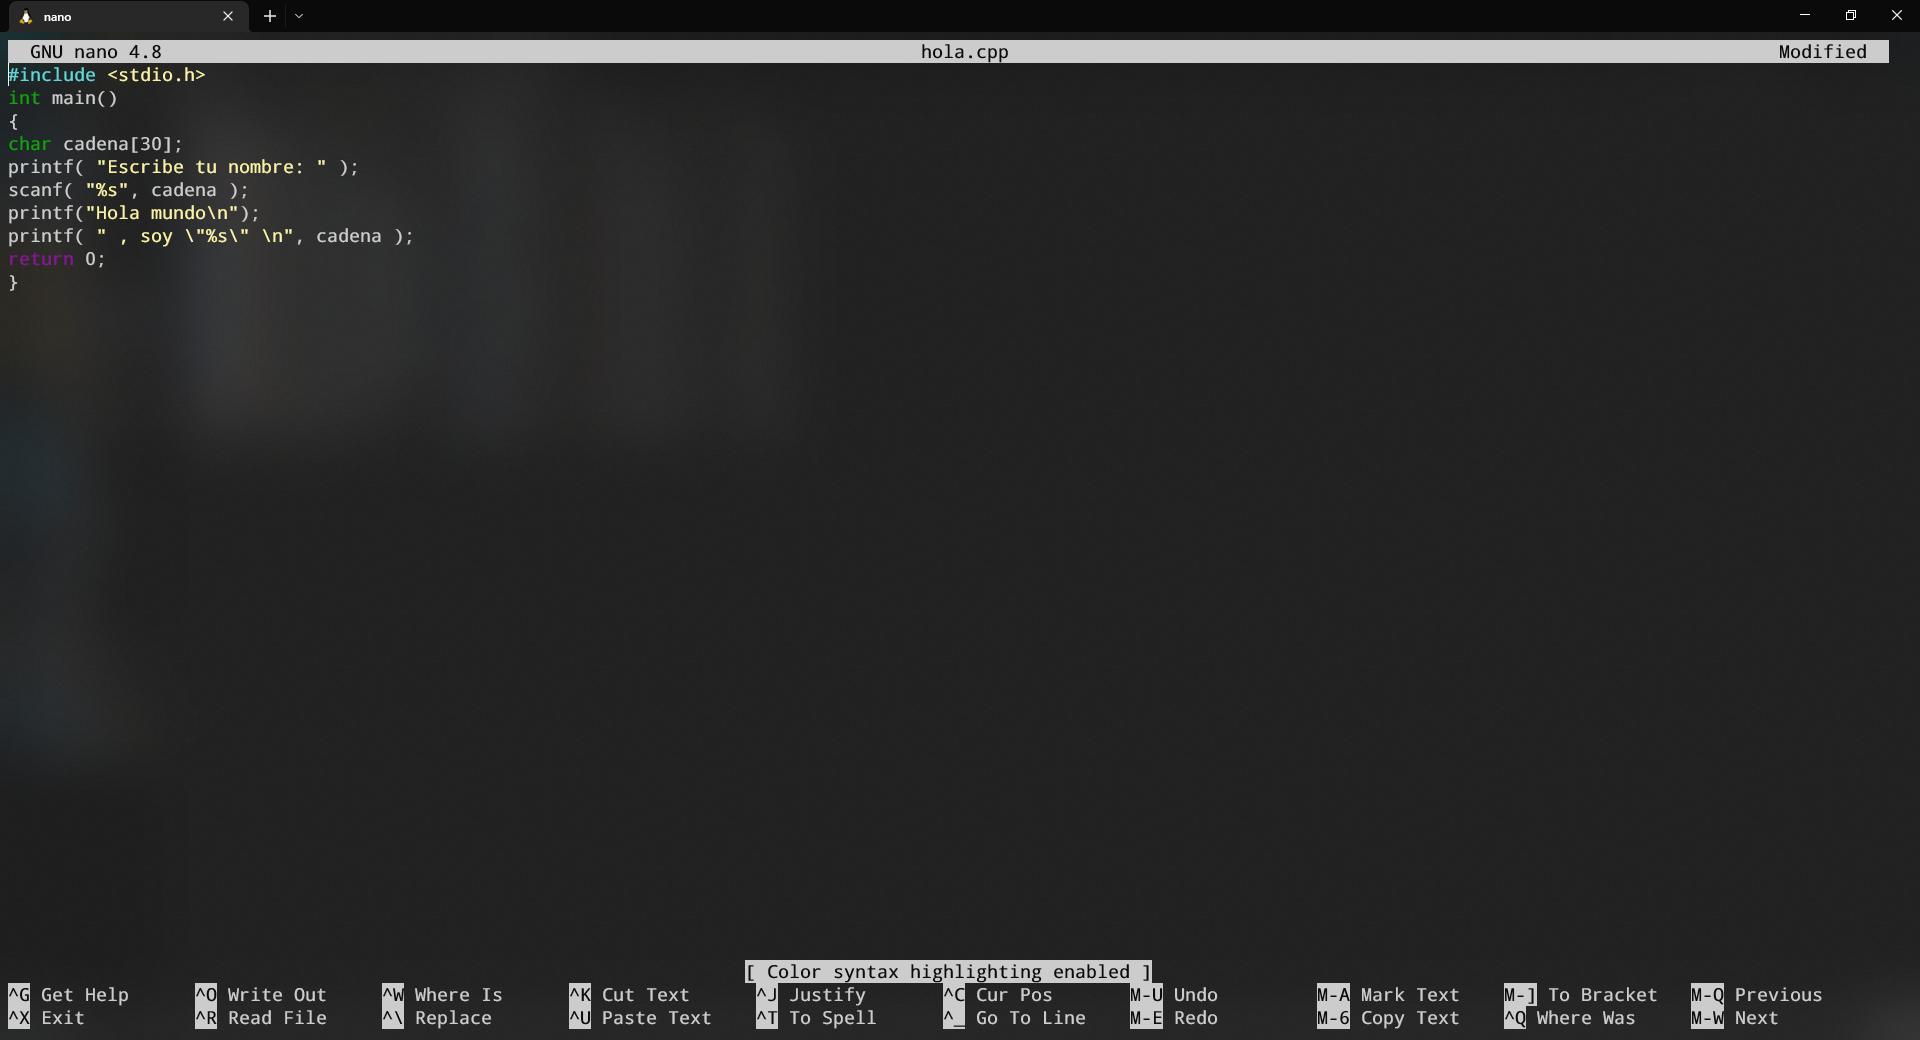 nano
GNU nano 4.8 hola.cpp Modified
#include <stdio.h>
int main()
{
char cadena[30];
printf( "Escribe tu nombre: " );
scanf( "%s", cadena );
printf("Hola mundo\n");
printf( " , soy \"%s\" \n", cadena );
return 0;
}
[ Color syntax highlighting enabled ]
^G Get Help ^O Write Out ^W Where Is ^K Cut Text ^J Justify ^C Cur Pos M-U Undo M-A Mark Text M-] To Bracket M-Q Previous
^X Exit ^R Read File ^\ Replace ^U Paste Text ^T To Spell ^_ Go To Line M-E Redo M-6 Copy Text ^Q Where Was M-W Next